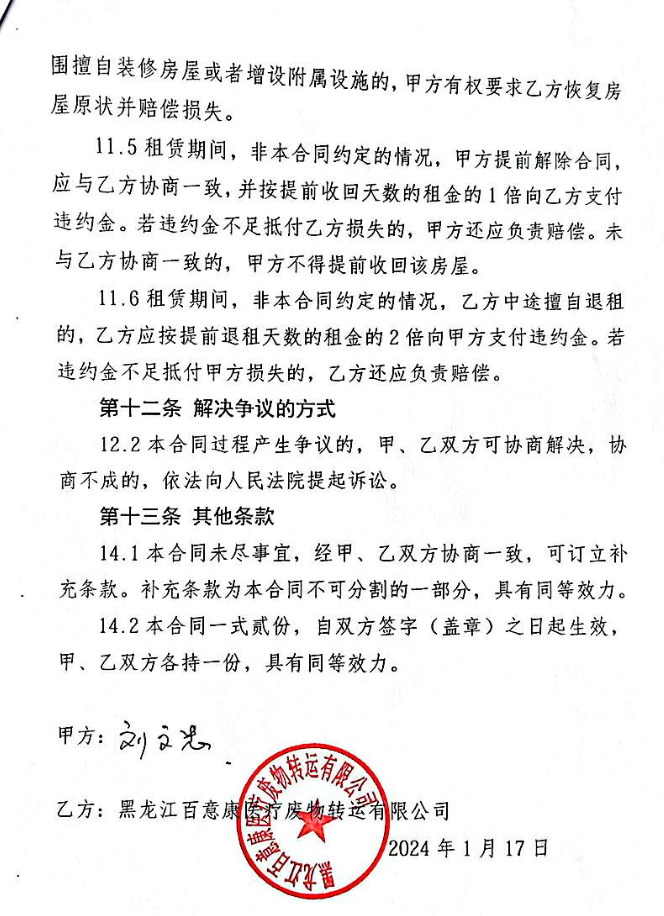 围擅自装修房屋或者增设附属设施的，甲方有权要求乙方恢复房
屋原状并赔偿损失。
11.5 租赁期间，非本合同约定的情况，甲方提前解除合同，
应与乙方协商一致，并按提前收回天数的租金的 1 倍向乙方支付
违约金。若违约金不足抵付乙方损失的，甲方还应负责赔偿。未
与乙方协商一致的，甲方不得提前收回该房屋。
11.6 租赁期间，非本合同约定的情况，乙方中途擅自退租
的，乙方应按提前退租天数的租金的 2 倍向甲方支付违约金。若
违约金不足抵付甲方损失的，乙方还应负责赔偿。
第十二条 解决争议的方式
12.2 本合同过程产生争议的，甲、乙双方可协商解决，协
商不成的，依法向人民法院提起诉讼。
第十三条 其他条款
14.1 本合同未尽事宜，经甲、乙双方协商一致，可订立补
充条款。补充条款为本合同不可分割的一部分，具有同等效力。
14.2 本合同一式贰份，自双方签字（盖章）之日起生效，
甲、乙双方各持一份，具有同等效力。
甲方：刘文忠
乙方：黑龙江百意康医疗废物转运有限公司
黑龙江百意康医疗废物转运有限公司
2024 年 1 月 17 日